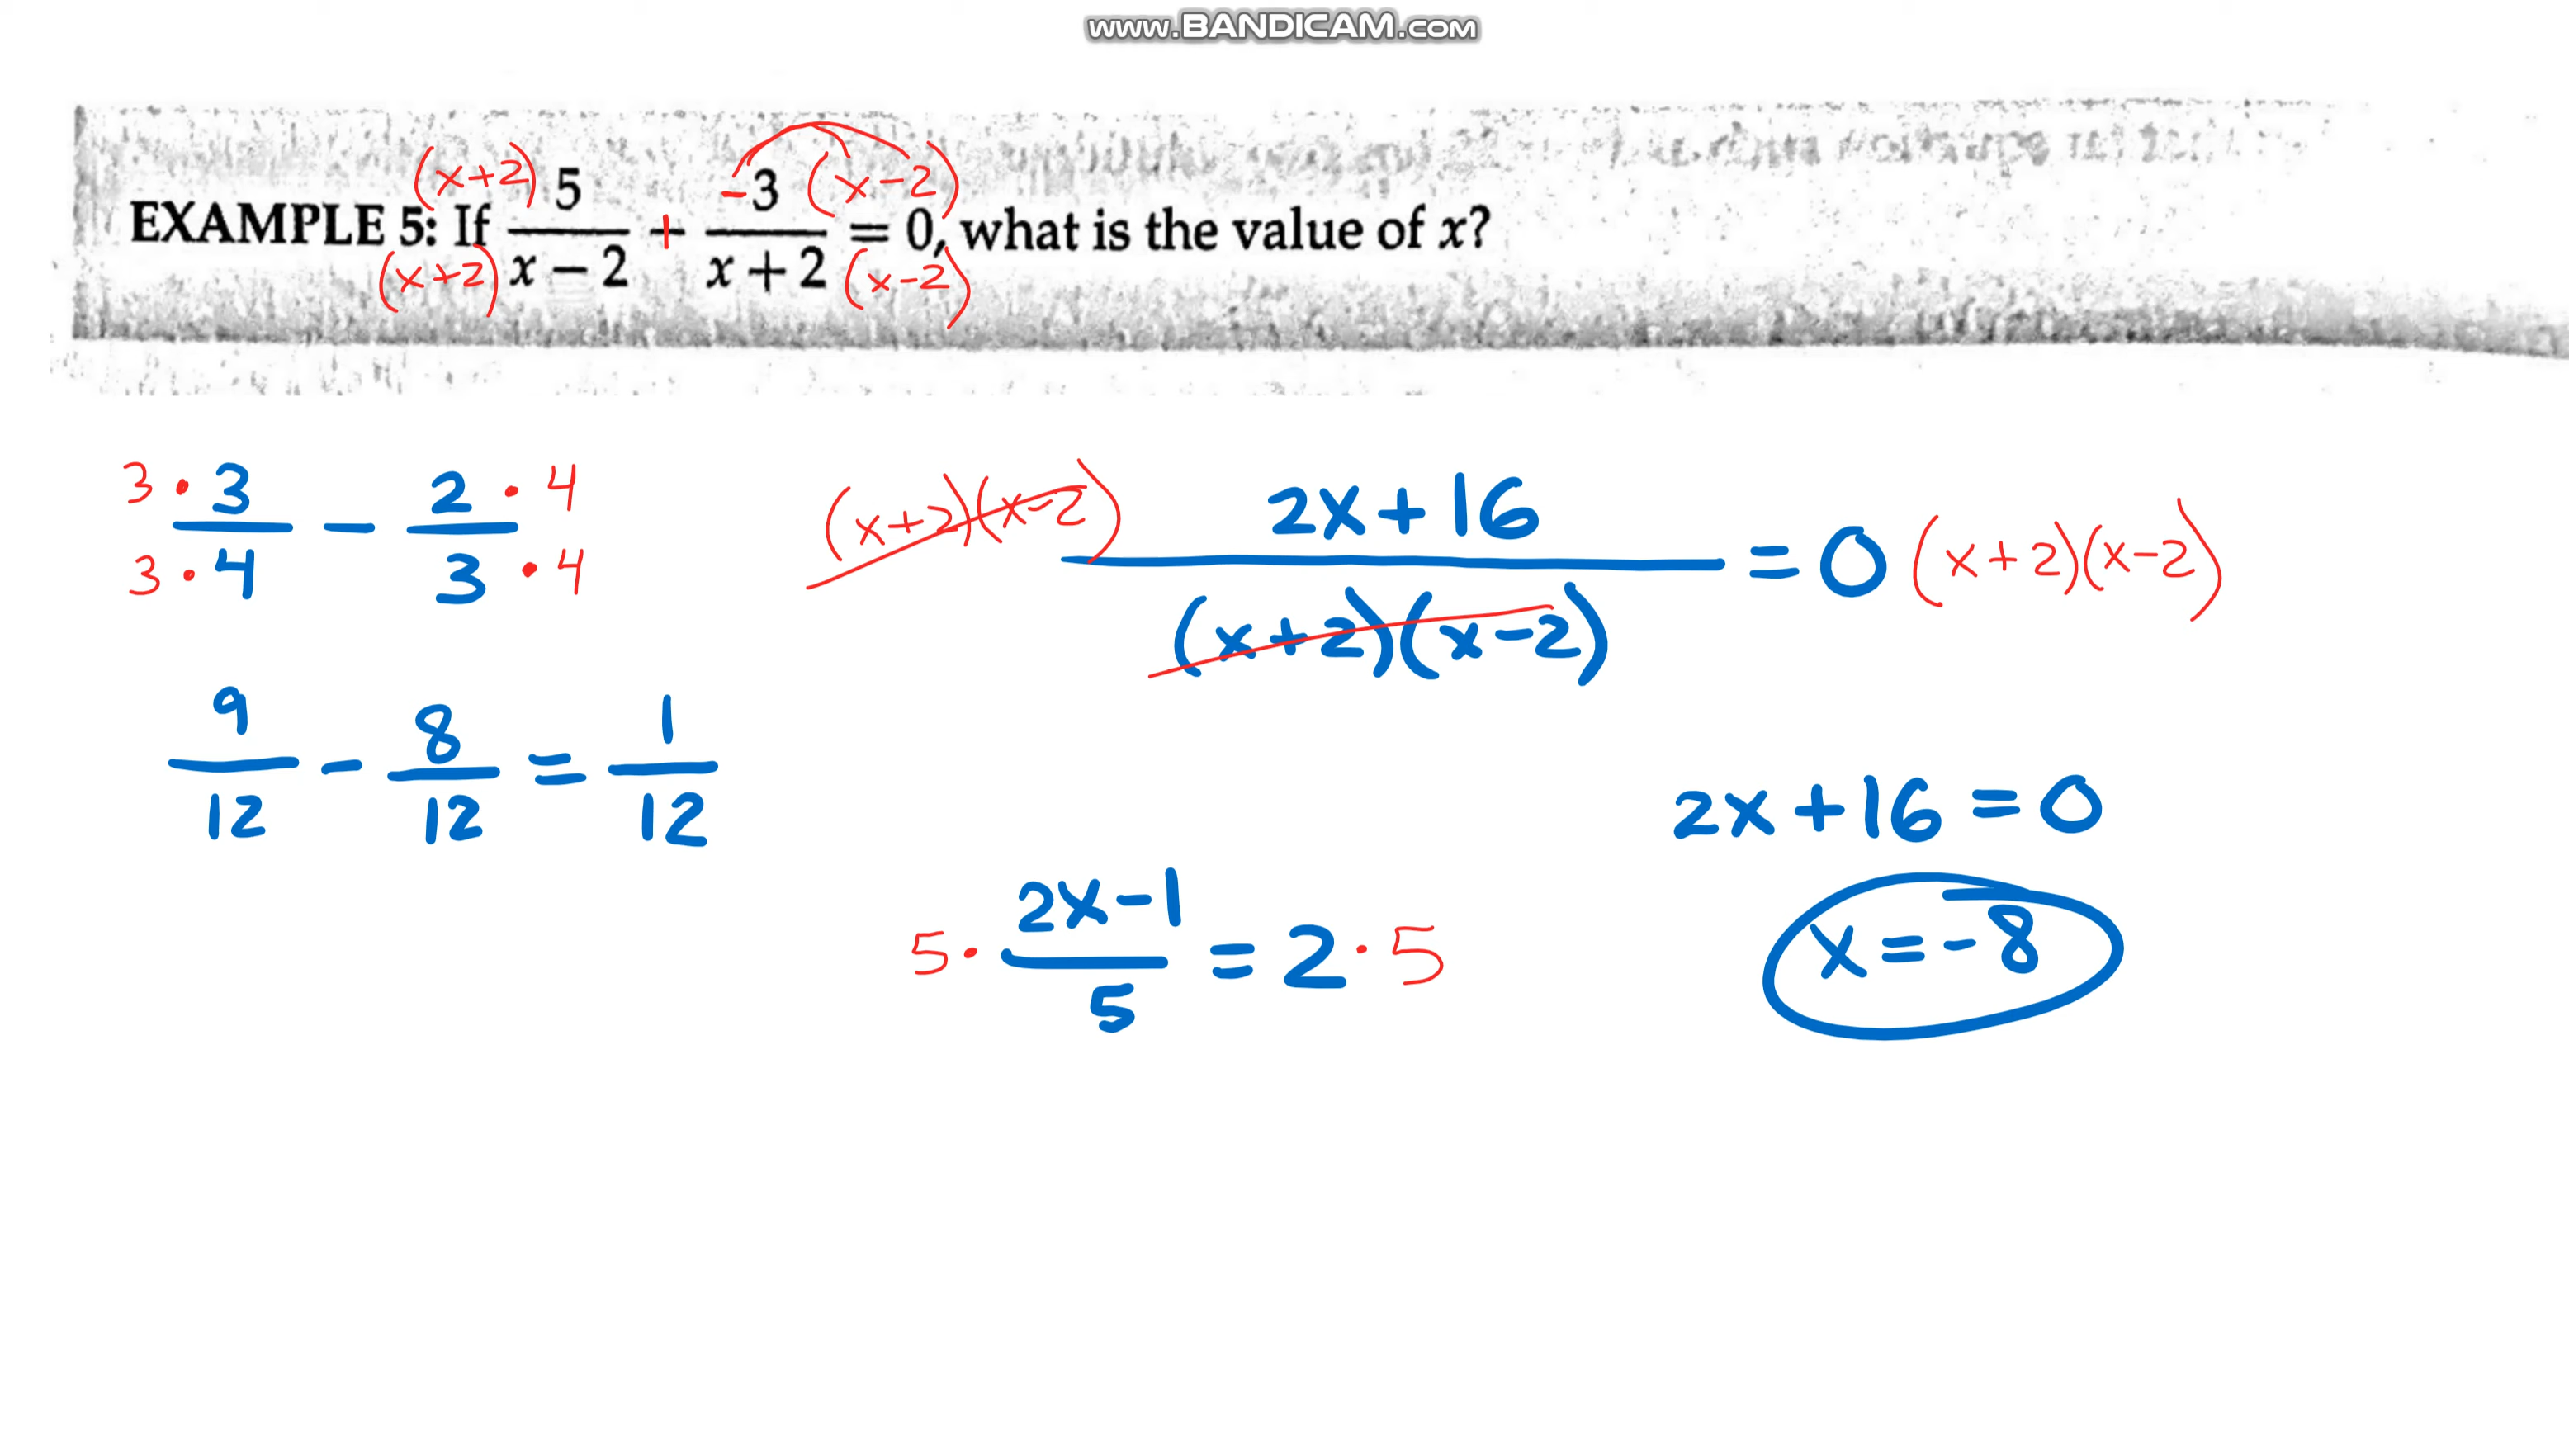 www.BANDICAM.com
(x+2) 5 -3 (x-2)
EXAMPLE 5: If — + — = 0, what is the value of x?
(x+2) x - 2 x + 2 (x-2)
3 · 3 2 · 4
— - —
3 · 4 3 · 4
(x+2)(x-2) 2x+16 = 0 (x+2)(x-2)
(x+2)(x-2)
9 8 1
— - — = —
12 12 12
2x+16 = 0
5 · 2x-1 = 2 · 5
5
x = -8